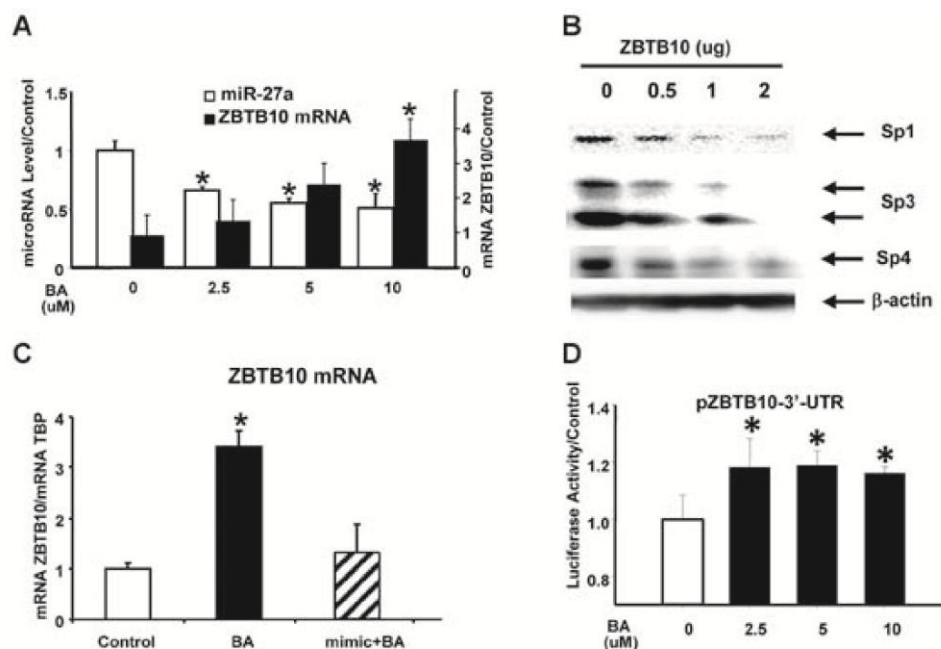 A
1.5
1
0.5
0
microRNA Level/Control
miR-27a
ZBTB10 mRNA
4
3
2
1
0
mRNA ZBTB10/Control
*
*
*
*
BA
(uM)
0
2.5
5
10
B
ZBTB10 (ug)
0 0.5 1 2
Sp1
Sp3
Sp4
β-actin
C
ZBTB10 mRNA
mRNA ZBTB10/mRNA TBP
4
3
2
1
0
*
Control BA mimic+BA
D
pZBTB10-3'-UTR
Luciferase Activity/Control
1.4
1.2
1.0
0.8
* * *
BA
(uM)
0 2.5 5 10